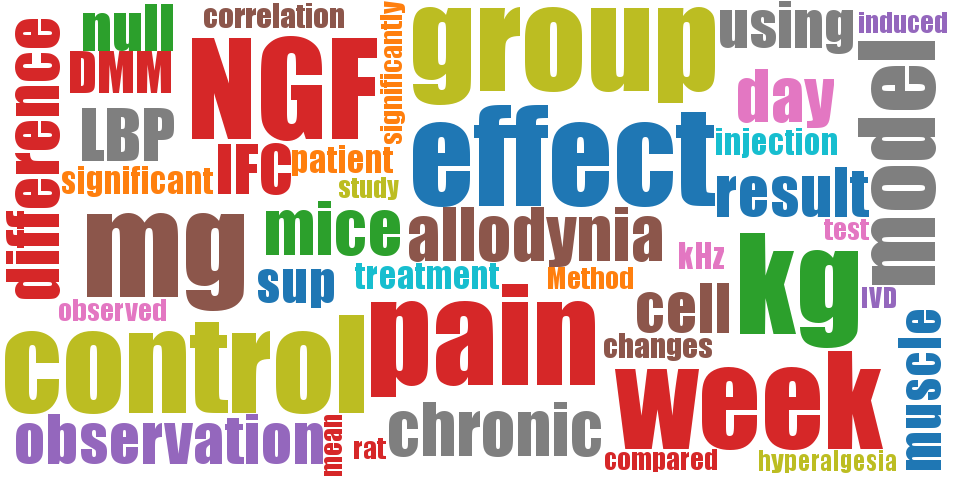 difference
null
correlation
significantly
group
using
induced
DMM
NGF
model
day
LBP
effect
injection
significant
IFC
patient
study
result
mg
mice
allodynia
test
kHz
kg
sup
treatment
Method
IVD
observed
cell
pain
changes
muscle
control
week
observation
mean
rat
chronic
compared
hyperalgesia